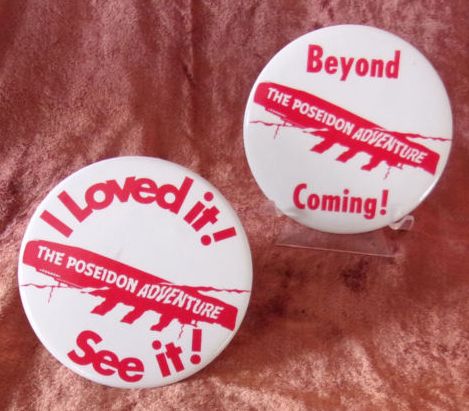 I Loved it!
THE POSEIDON ADVENTURE
See it!
Beyond
THE POSEIDON ADVENTURE
Coming!